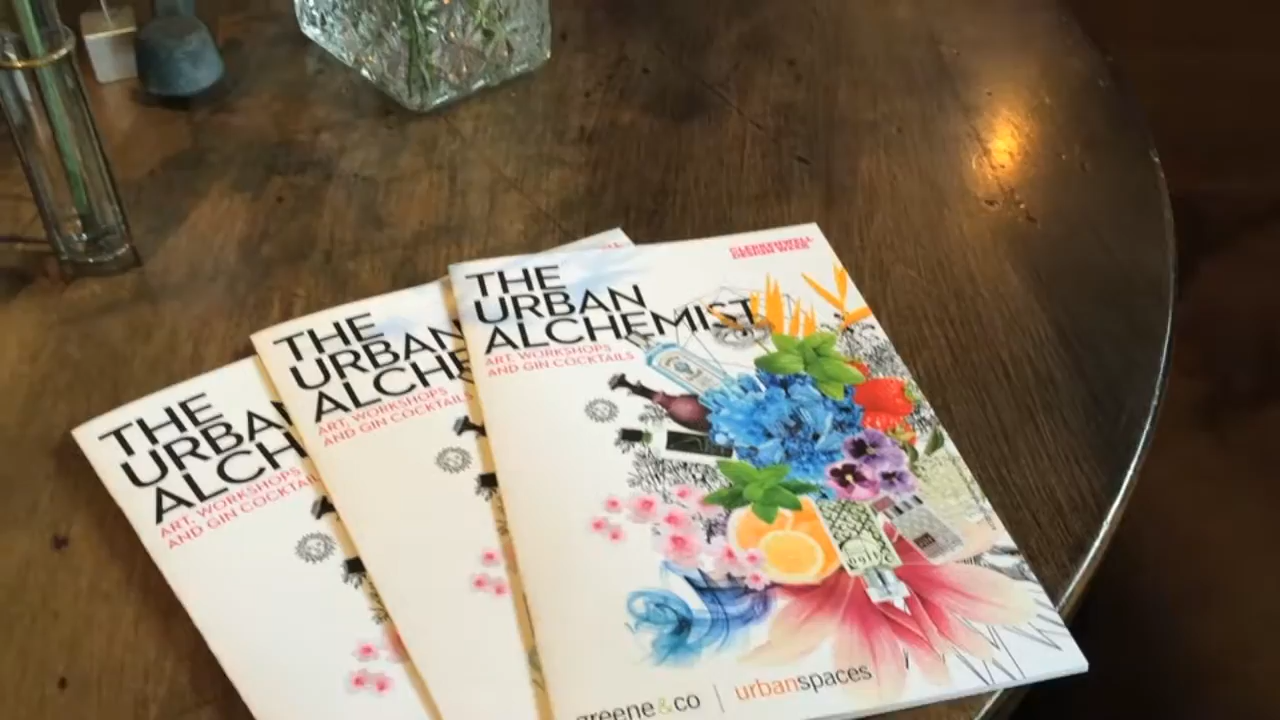 THE
URBAN
ALCH
ART, WORKSHOPS
AND GIN COCKTAIL
THE
URBAN
ALCHE
ART, WORKSHOPS
AND GIN COCKTAILS
CLERKENWELL
DESIGN WEEK
THE
URBAN
ALCHEMIST
ART, WORKSHOPS
AND GIN COCKTAILS
greene&co | urbanspaces